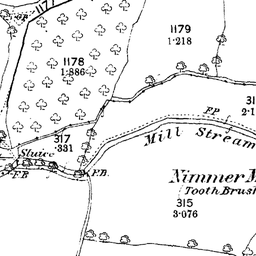 1177
1179
1·218
1178
1·886
31
2·1
F.P.
Mill Stream
317
·331
Sluice
F.B.
F.B.
Nimmer M
Tooth Brush
315
3·076